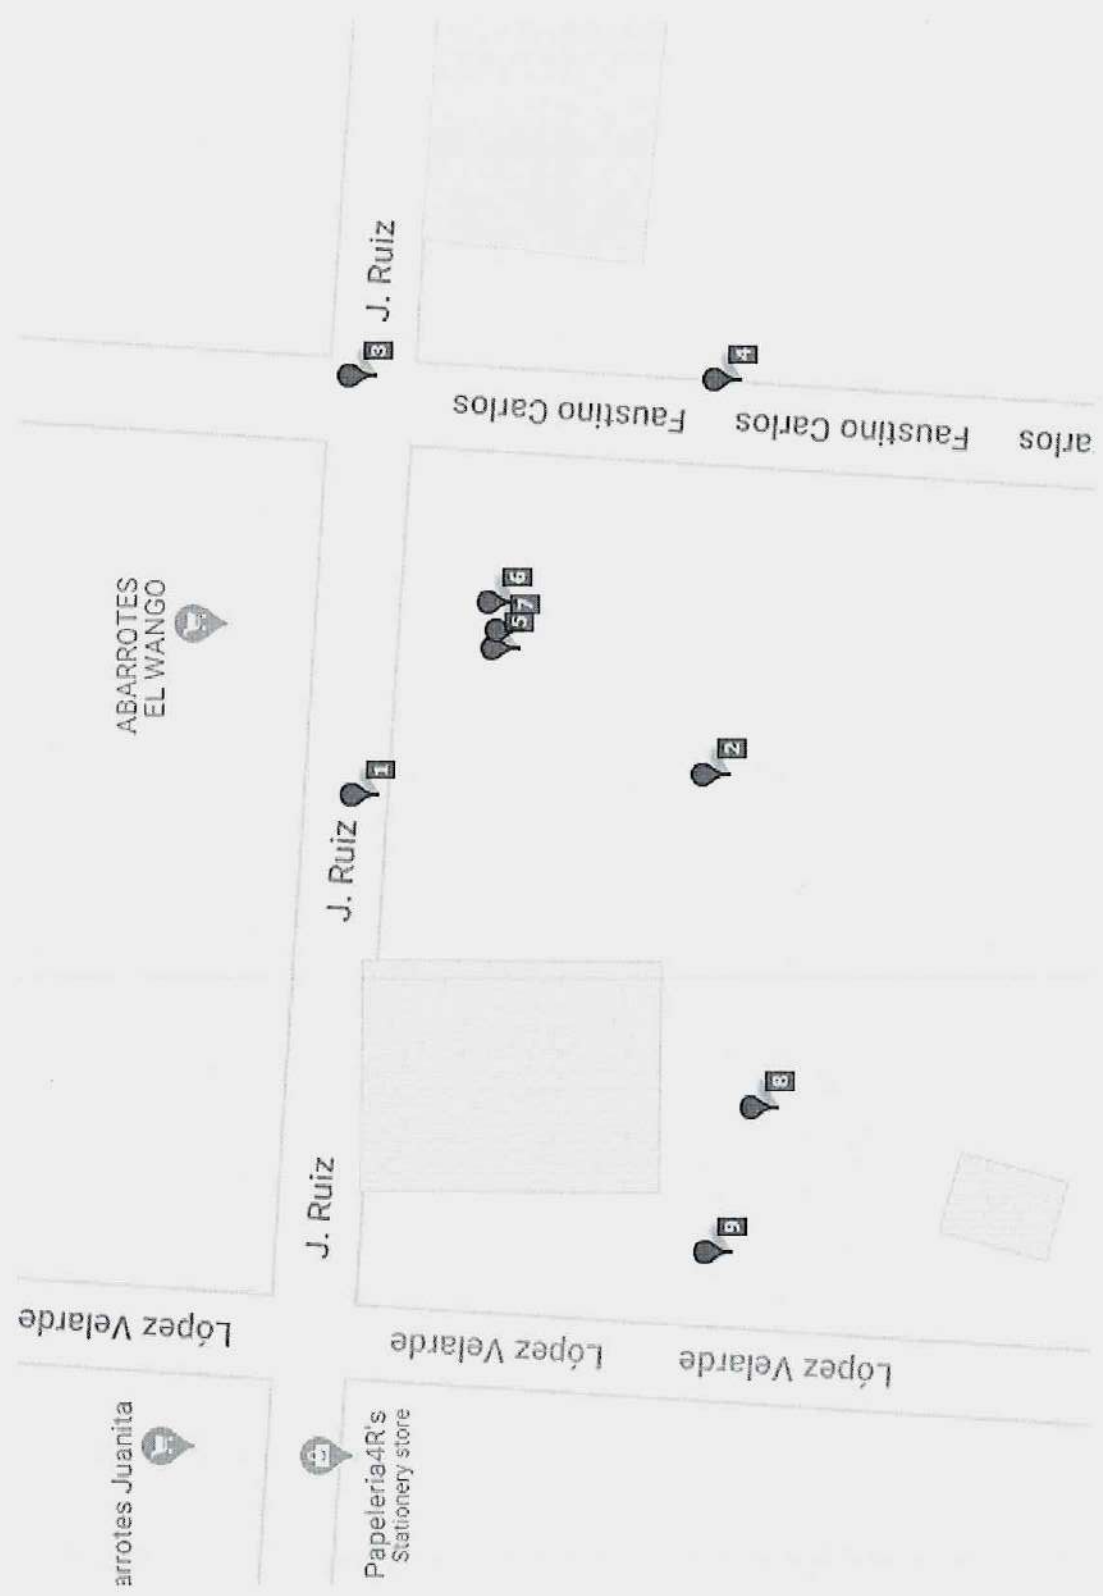 arrotes Juanita
Papeleria4R's
Stationery store
López Velarde
López Velarde
López Velarde
J. Ruiz
J. Ruiz
J. Ruiz
ABARROTES
EL WANGO
Faustino Carlos
Faustino Carlos
arlos
1
2
3
4
5
7
6
8
9